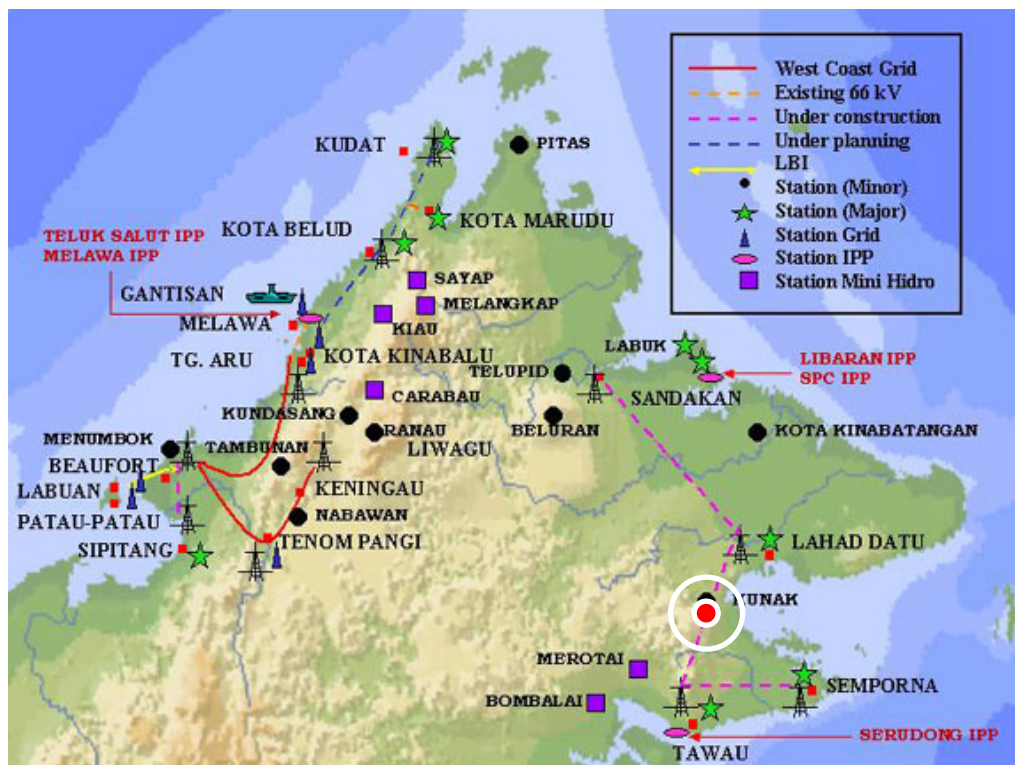 West Coast Grid
Existing 66 kV
Under construction
Under planning
LBI
Station (Minor)
Station (Major)
Station Grid
Station IPP
Station Mini Hidro
KUDAT
PITAS
KOTA BELUD
KOTA MARUDU
TELUK SALUT IPP
MELAWA IPP
SAYAP
GANTISAN
MELANGKAP
MELAWA
KIAU
TG. ARU
KOTA KINABALU
LABUK
TELUPID
LIBARAN IPP
SPC IPP
CARABAU
SANDAKAN
KUNDASANG
RANAU
BELURAN
KOTA KINABATANGAN
MENUMBOK
TAMBUNAN
LIWAGU
BEAUFORT
LABUAN
KENINGAU
PATAU-PATAU
NABAWAN
SIPITANG
TENOM PANGI
LAHAD DATU
KUNAK
MEROTAI
SEMPORNA
BOMBALAI
SERUDONG IPP
TAWAU